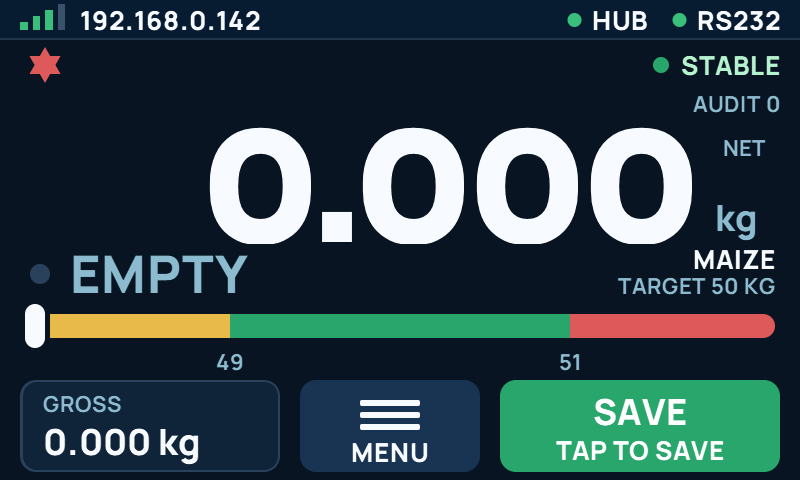 192.168.0.142 HUB RS232
STABLE
AUDIT 0
NET
0.000 kg
MAIZE
EMPTY
TARGET 50 KG
49 51
GROSS
0.000 kg
MENU
SAVE
TAP TO SAVE